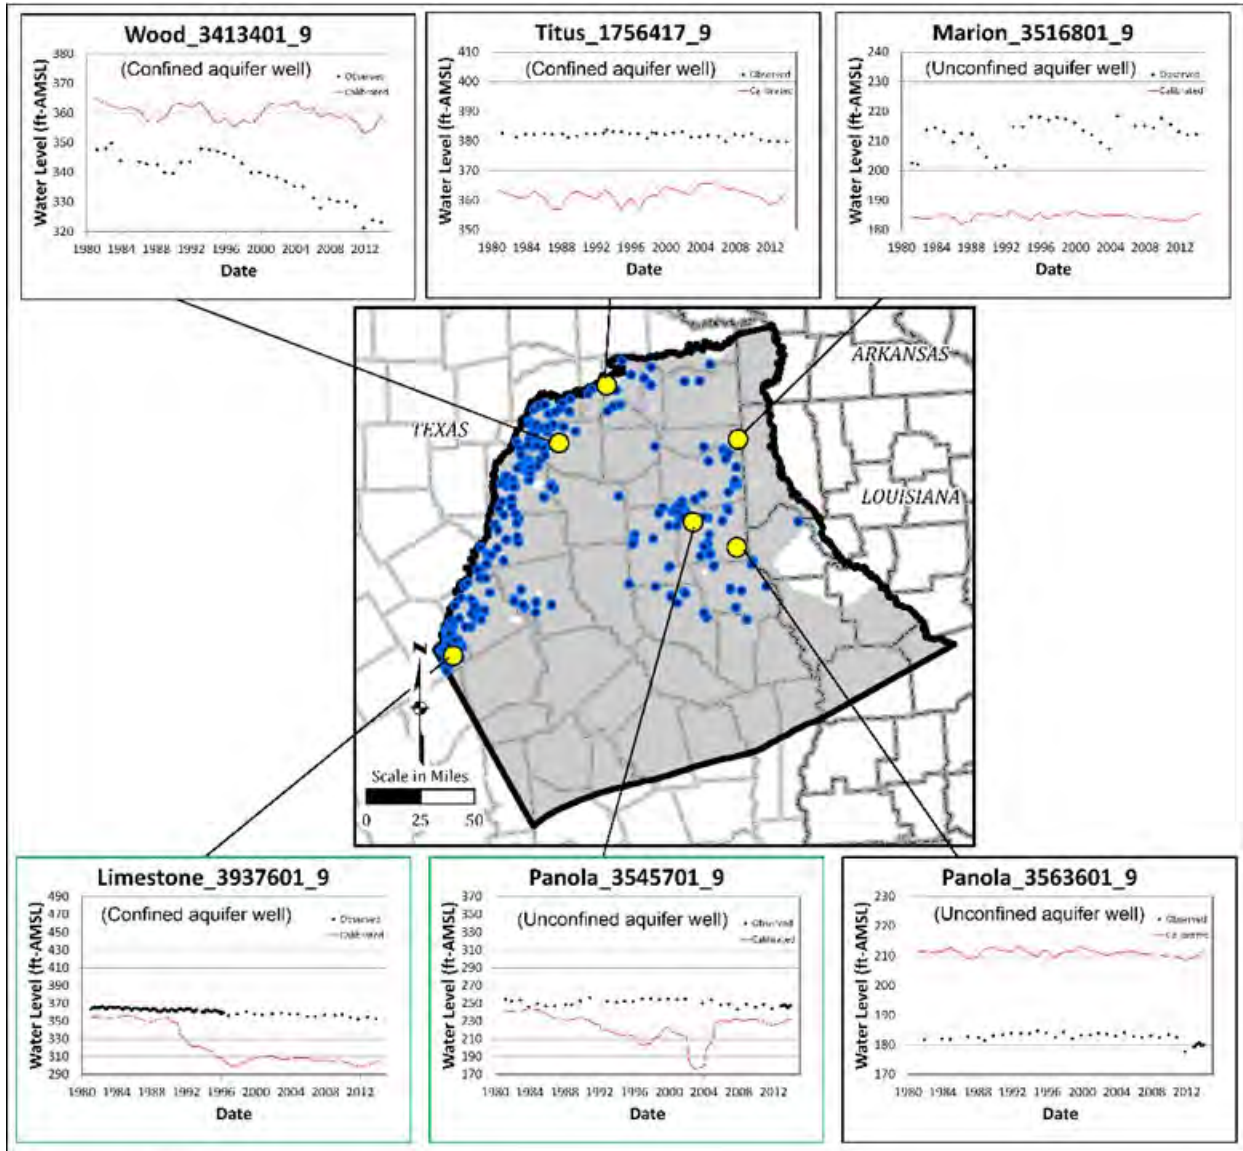 Wood_3413401_9
(Confined aquifer well)
Observed
Calibrated
Water Level (ft-AMSL)
380
360
340
320
1980 1984 1988 1992 1996 2000 2004 2008 2012
Date
Titus_1756417_9
(Confined aquifer well)
Observed
Calibrated
Water Level (ft-AMSL)
410
400
390
380
370
360
350
1980 1984 1988 1992 1996 2000 2004 2008 2012
Date
Marion_3516801_9
(Unconfined aquifer well)
Observed
Calibrated
Water Level (ft-AMSL)
240
230
220
210
200
190
180
1980 1984 1988 1992 1996 2000 2004 2008 2012
Date
ARKANSAS
TEXAS
LOUISIANA
N
Scale in Miles
0 25 50
Limestone_3937601_9
(Confined aquifer well)
Observed
Calibrated
Water Level (ft-AMSL)
490
470
450
430
410
390
370
350
330
310
290
1980 1984 1988 1992 1996 2000 2004 2008 2012
Date
Panola_3545701_9
(Unconfined aquifer well)
Observed
Calibrated
Water Level (ft-AMSL)
370
350
330
310
290
270
250
230
210
190
170
1980 1984 1988 1992 1996 2000 2004 2008 2012
Date
Panola_3563601_9
(Unconfined aquifer well)
Observed
Calibrated
Water Level (ft-AMSL)
230
220
210
200
190
180
170
1980 1984 1988 1992 1996 2000 2004 2008 2012
Date